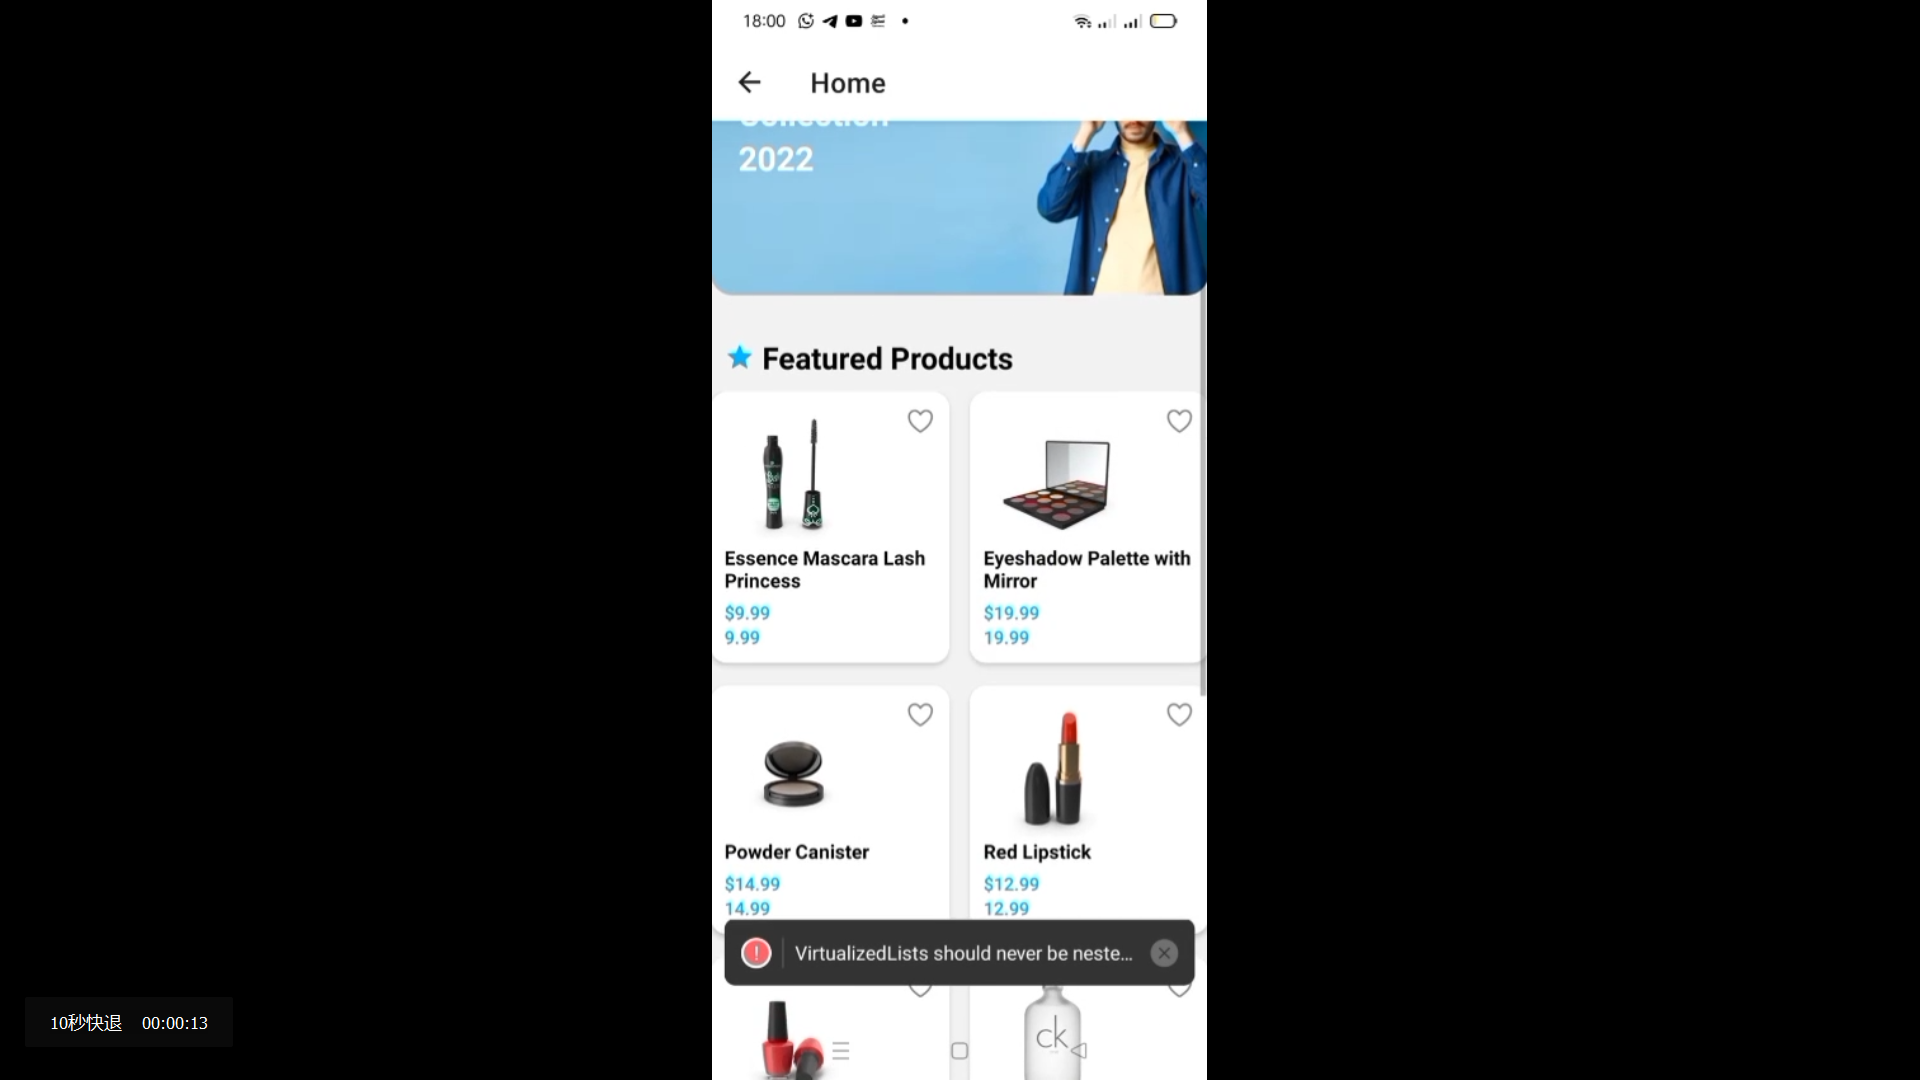 18:00
Home
Collection
2022
Featured Products
Essence Mascara Lash
Princess
$9.99
9.99
Eyeshadow Palette with
Mirror
$19.99
19.99
Powder Canister
$14.99
14.99
Red Lipstick
$12.99
12.99
VirtualizedLists should never be neste...
ck
10秒快退 00:00:13